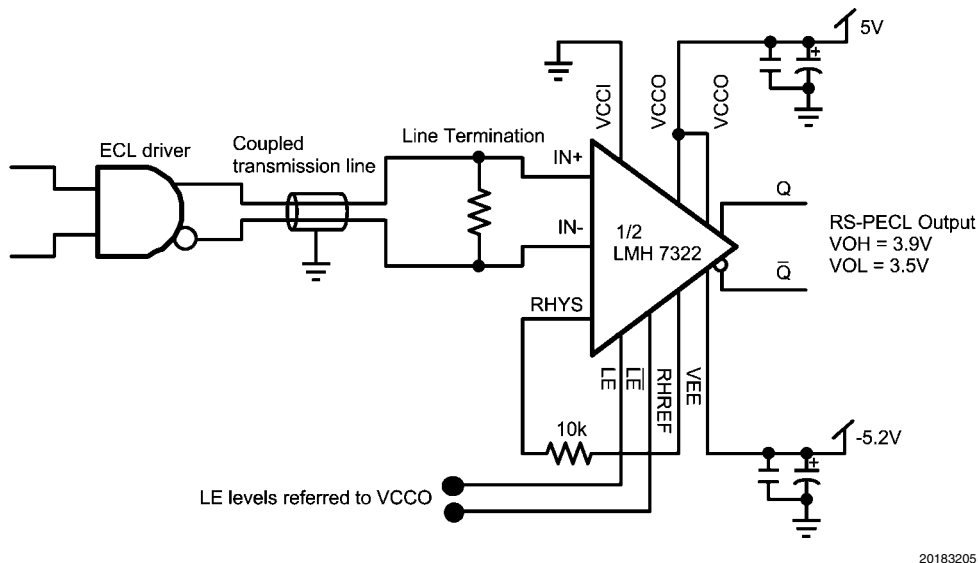 5V
VCCI
VCCO
VCCO
ECL driver
Coupled
transmission line
Line Termination
IN+
IN-
Q
RS-PECL Output
VOH = 3.9V
VOL = 3.5V
1/2
LMH 7322
Q̅
RHYS
LE
L̅E̅
RHREF
VEE
10k
-5.2V
LE levels referred to VCCO
+
+
20183205